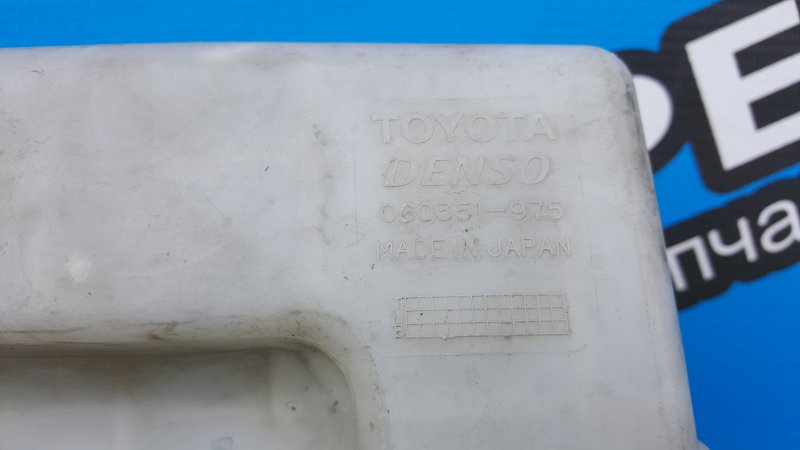 TOYOTA
DENSO
060351-975
MADE IN JAPAN